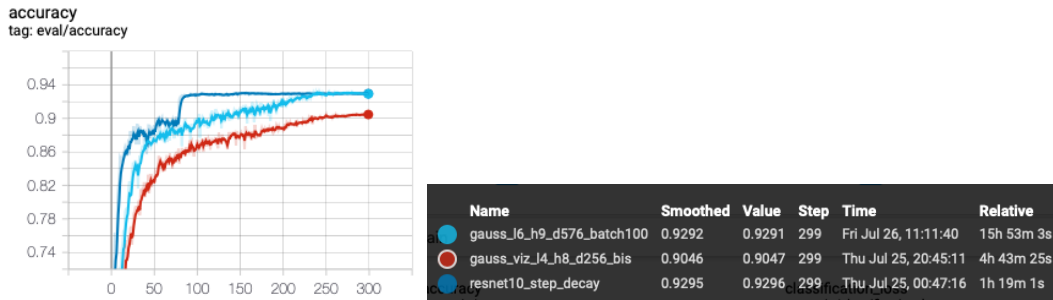 accuracy
tag: eval/accuracy
0.94
0.9
0.86
0.82
0.78
0.74
0 50 100 150 200 250 300 350
Name Smoothed Value Step Time Relative
gauss_l6_h9_d576_batch100 0.9292 0.9291 299 Fri Jul 26, 11:11:40 15h 53m 3s
gauss_viz_l4_h8_d256_bis 0.9046 0.9047 299 Thu Jul 25, 20:45:11 4h 43m 25s
resnet10_step_decay 0.9295 0.9296 299 Thu Jul 25, 00:47:16 1h 19m 1s